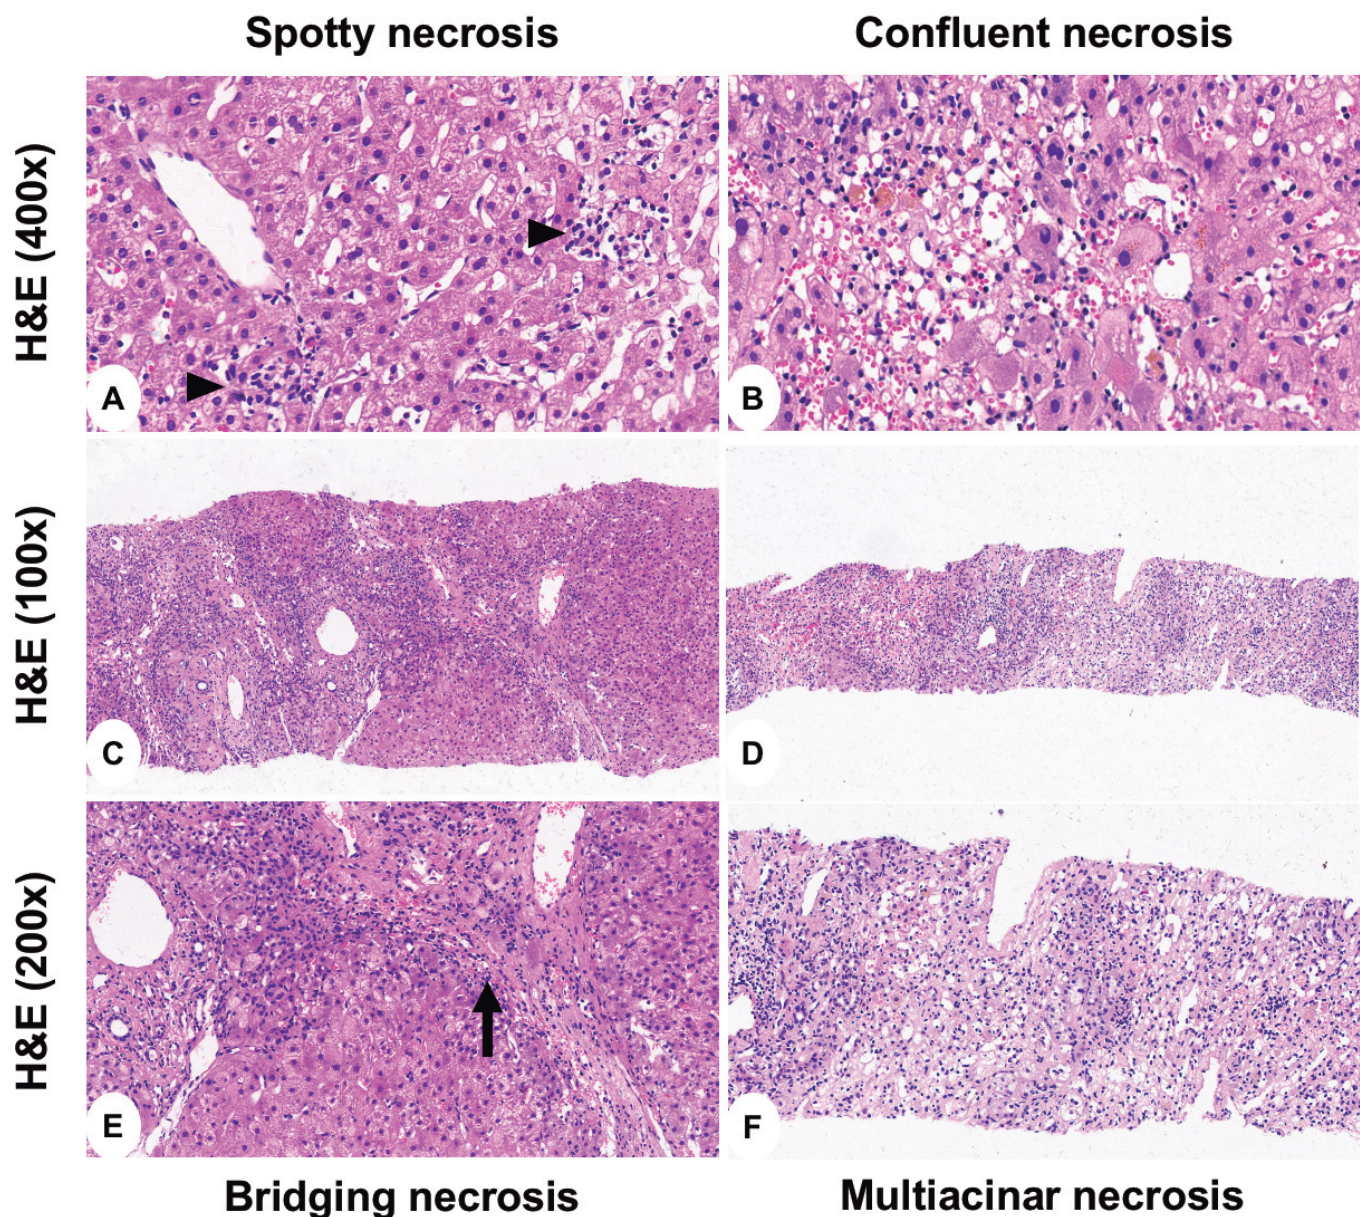 Spotty necrosis
Confluent necrosis
H&E (400x)
A
B
H&E (100x)
C
D
H&E (200x)
E
F
Bridging necrosis
Multiacinar necrosis